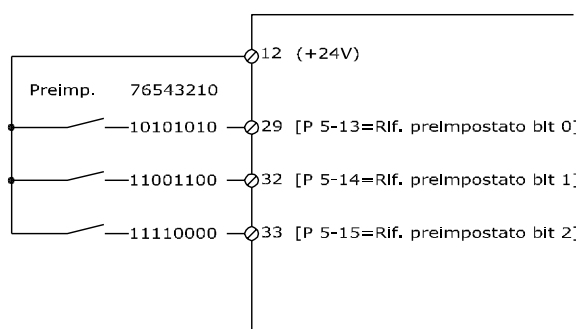 12 (+24V)
Preimp. 76543210
10101010 29 [P 5-13=Rif. preimpostato bit 0]
11001100 32 [P 5-14=Rif. preimpostato bit 1]
11110000 33 [P 5-15=Rif. preimpostato bit 2]